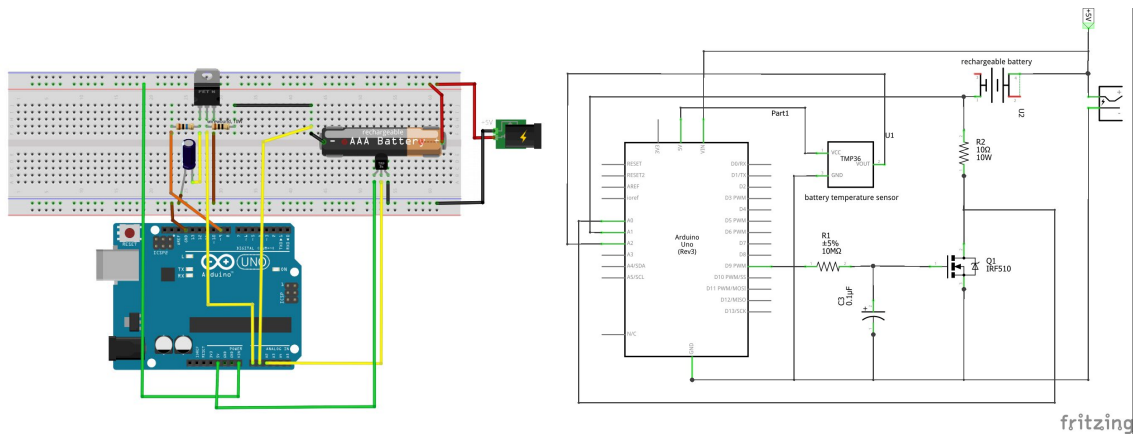 rechargeable
- AAA Battery
+5V
RESET
ICSP
L
TX
RX
UNO
Arduino
ON
POWER
ANALOG IN
+5V
rechargeable battery
U2
Part1
3V3
5V
VIN
U1
RESET
RESET2
AREF
ioref
A0
A1
A2
A3
A4/SDA
A5/SCL
N/C
Arduino
Uno
(Rev3)
D0/RX
D1/TX
D2
D3 PWM
D4
D5 PWM
D6 PWM
D7
D8
D9 PWM
D10 PWM/SS
D11 PWM/MOSI
D12/MISO
D13/SCK
GND
VCC
TMP36
VOUT
GND
battery temperature sensor
R2
10Ω
10W
R1
±5%
10MΩ
C3
0.1µF
Q1
IRF510
fritzing